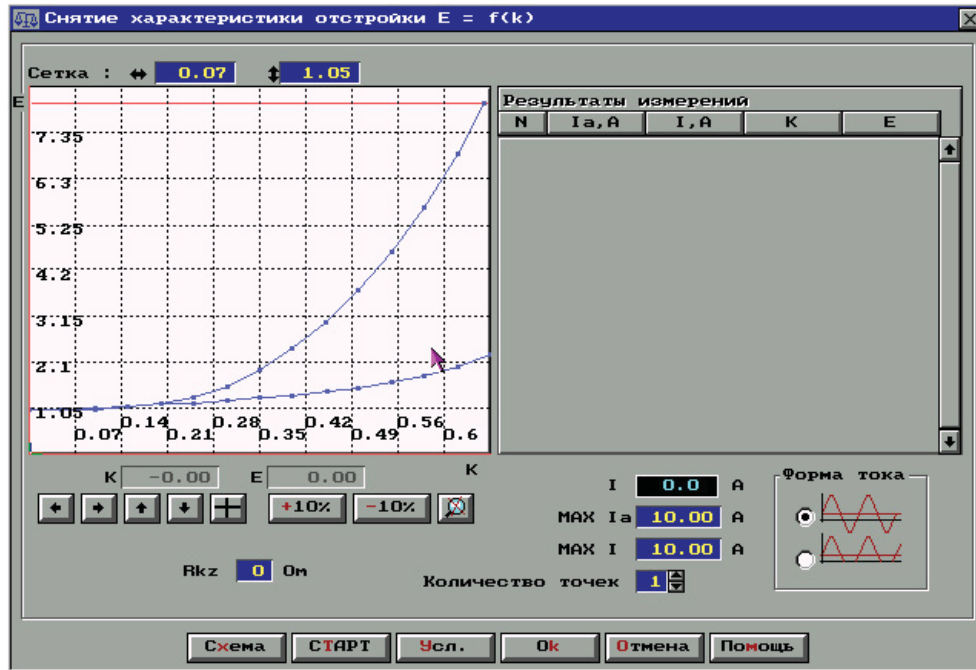 Снятие характеристики отстройки E = f(k)
Сетка : 0.07 1.05
E
7.35
6.3
5.25
4.2
3.15
2.1
1.05
0.14 0.28 0.42 0.56
0.07 0.21 0.35 0.49 0.6
K
Результаты измерений
N Ia,A I,A K E
K -0.00 E 0.00
+10% -10%
Rkz 0 Ом
I 0.0 A
MAX Ia 10.00 A
MAX I 10.00 A
Количество точек 1
Форма тока
Схема СТАРТ Усл. Ok Отмена Помощь